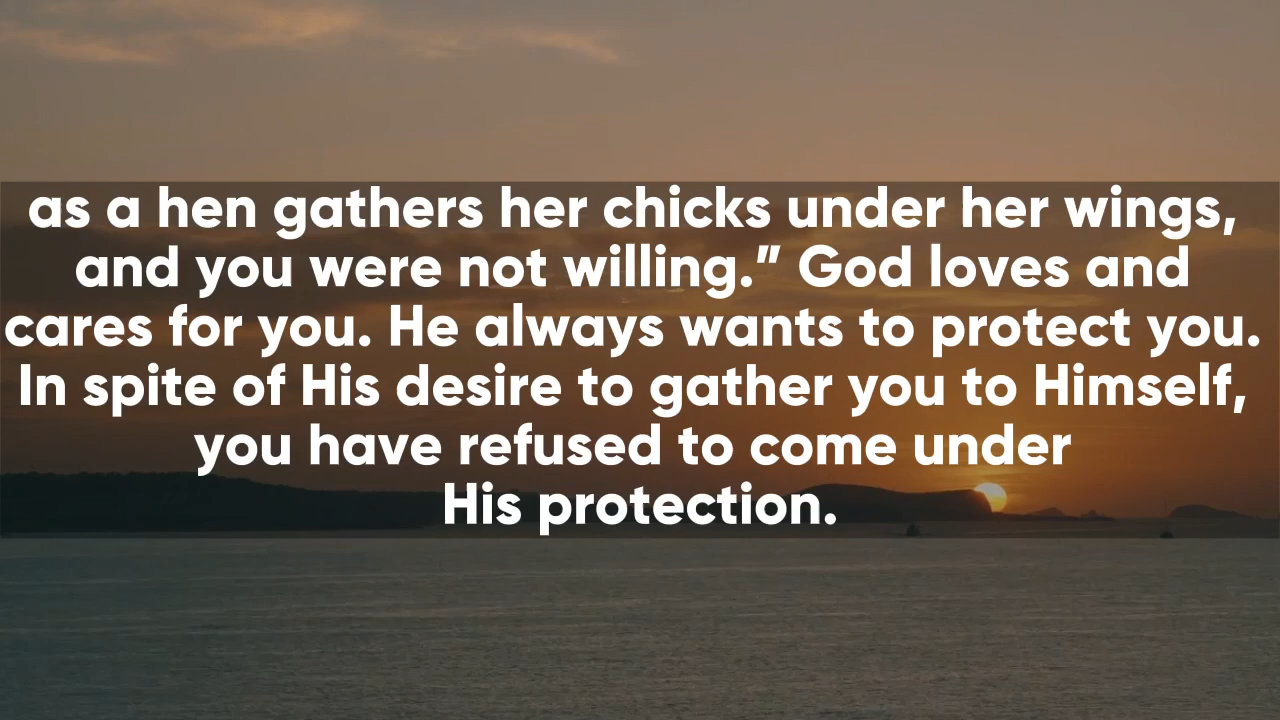 as a hen gathers her chicks under her wings,
and you were not willing.” God loves and
cares for you. He always wants to protect you.
In spite of His desire to gather you to Himself,
you have refused to come under
His protection.